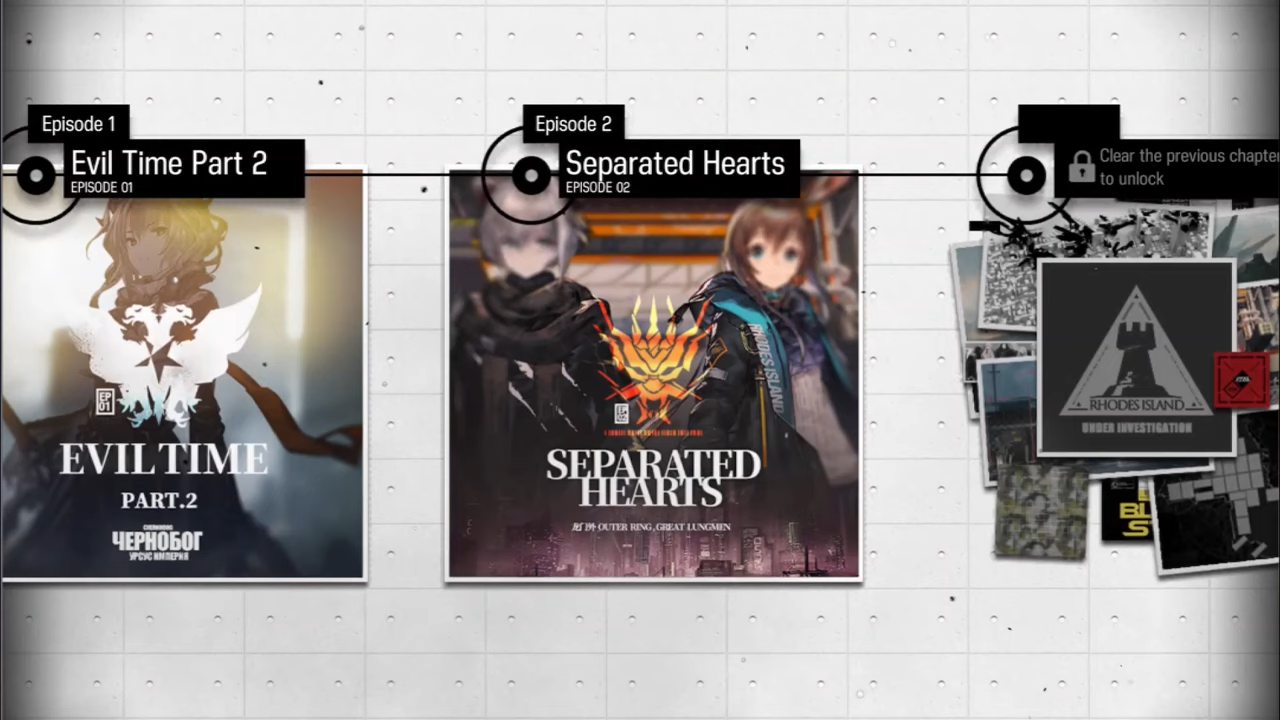 Episode 1
Evil Time Part 2
EPISODE 01
EP
01
EVIL TIME
PART.2
CHERNOBOG
ЧЕРНОБОГ
УРСУС ИМПЕРИЯ
Episode 2
Separated Hearts
EPISODE 02
RHODES ISLAND
SEPARATED
HEARTS
OUTER RING, GREAT LUNGMEN
Clear the previous chapter
to unlock
RHODES ISLAND
UNDER INVESTIGATION